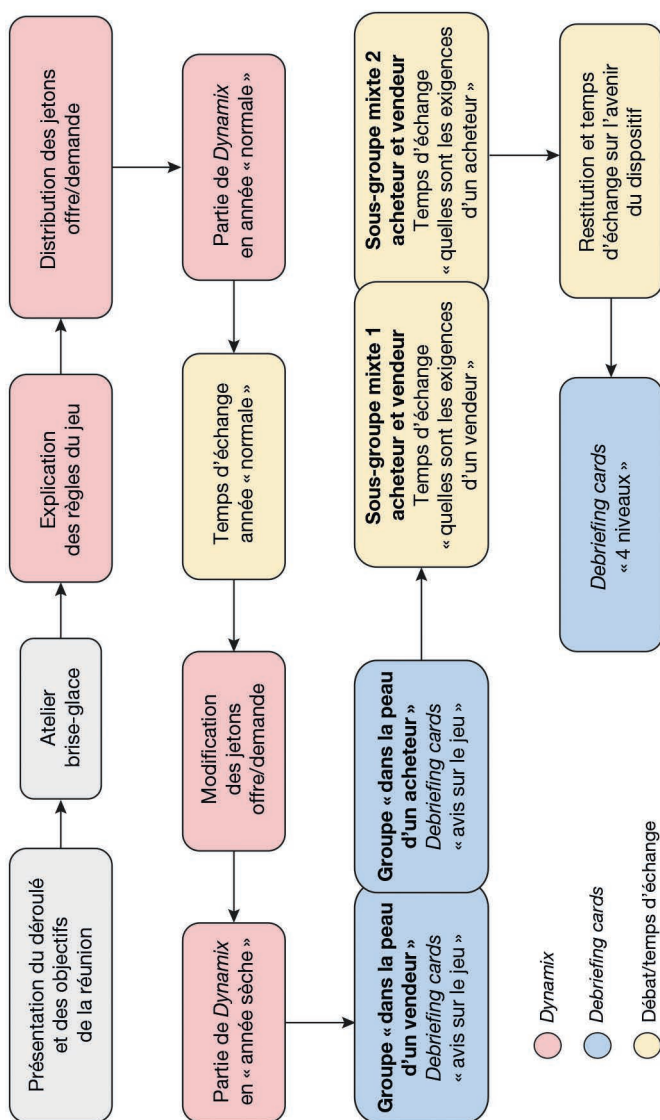 Présentation du déroulé
et des objectifs
de la réunion
Atelier
brise-glace
Explication
des règles du jeu
Distribution des jetons
offre/demande
Partie de Dynamix
en année « normale »
Temps d’échange
année « normale »
Modification
des jetons
offre/demande
Partie de Dynamix
en « année sèche »
Groupe « dans la peau
d’un vendeur »
Debriefing cards
« avis sur le jeu »
Groupe « dans la peau
d’un acheteur »
Debriefing cards
« avis sur le jeu »
Sous-groupe mixte 1
acheteur et vendeur
Temps d’échange
« quelles sont les exigences
d’un vendeur »
Sous-groupe mixte 2
acheteur et vendeur
Temps d’échange
« quelles sont les exigences
d’un acheteur »
Restitution et temps
d’échange sur l’avenir
du dispositif
Debriefing cards
« 4 niveaux »
Dynamix
Debriefing cards
Débat/temps d’échange